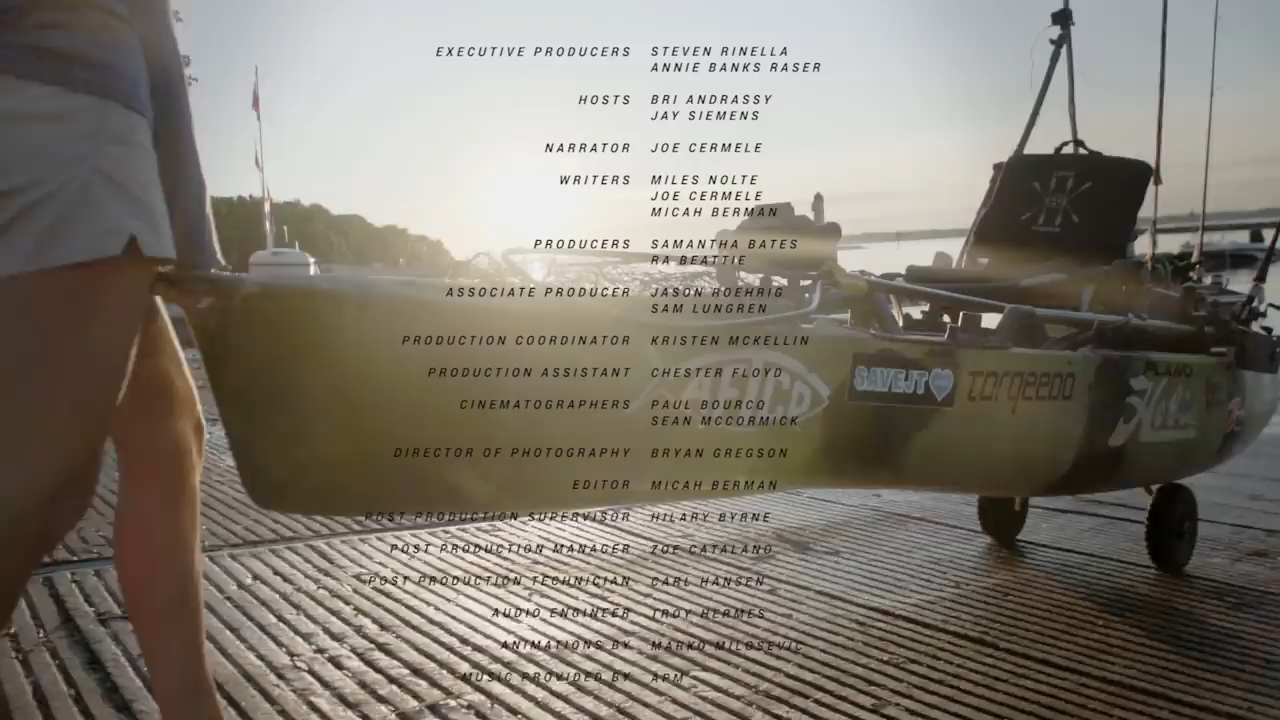 EXECUTIVE PRODUCERS STEVEN RINELLA
ANNIE BANKS RASER
HOSTS BRI ANDRASSY
JAY SIEMENS
NARRATOR JOE CERMELE
WRITERS MILES NOLTE
JOE CERMELE
MICAH BERMAN
PRODUCERS SAMANTHA BATES
RA BEATTIE
ASSOCIATE PRODUCER JASON ROEHRIG
SAM LUNGREN
PRODUCTION COORDINATOR KRISTEN MCKELLIN
PRODUCTION ASSISTANT CHESTER FLOYD
CINEMATOGRAPHERS PAUL BOURCQ
SEAN MCCORMICK
DIRECTOR OF PHOTOGRAPHY BRYAN GREGSON
EDITOR MICAH BERMAN
POST PRODUCTION SUPERVISOR HILARY BYRNE
POST PRODUCTION MANAGER ZOE CATALANO
POST PRODUCTION TECHNICIAN CARL HANSEN
AUDIO ENGINEER TROY HERMES
ANIMATIONS BY MARKO MILOSEVIC
MUSIC PROVIDED BY APM
AFTCO
SAVEJT
torqeedo
PLANO
Hobie